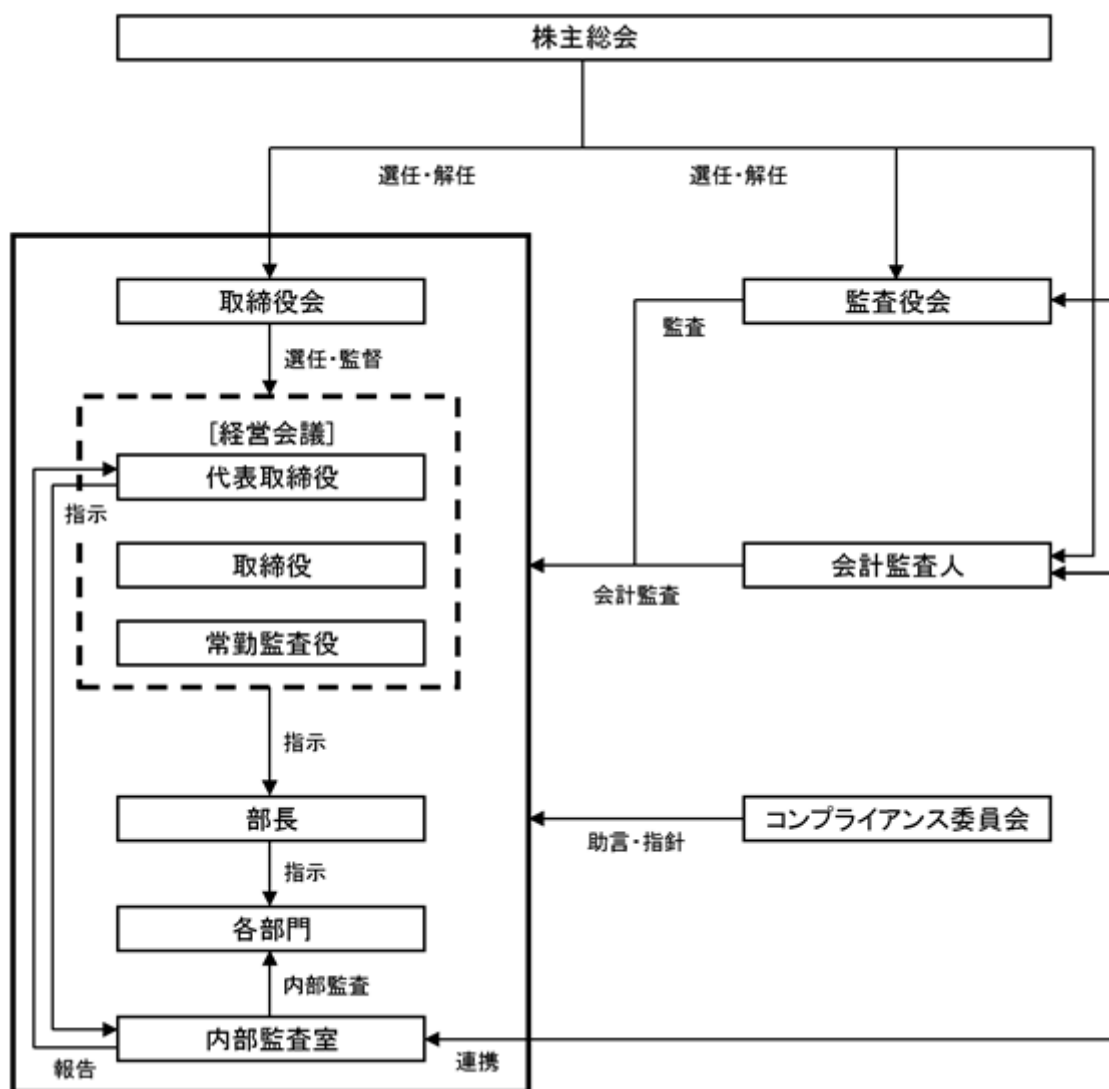 株主総会
選任・解任
選任・解任
取締役会
監査役会
監査
選任・監督
[経営会議]
代表取締役
指示
取締役
会計監査人
会計監査
常勤監査役
指示
部長
コンプライアンス委員会
助言・指針
指示
各部門
内部監査
内部監査室
報告
連携